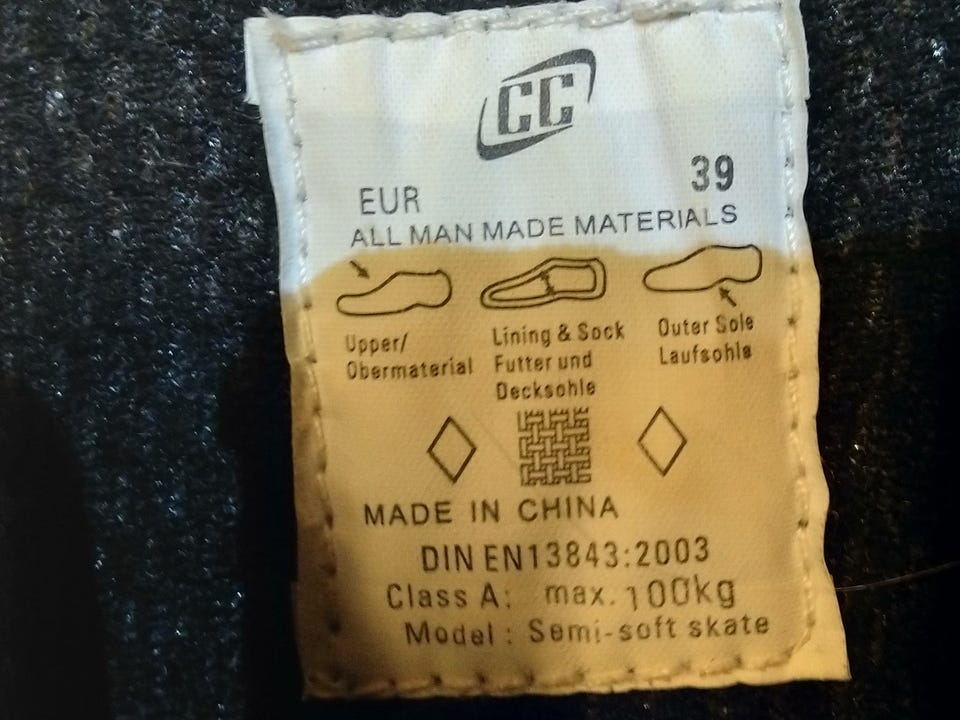 CC
EUR 39
ALL MAN MADE MATERIALS
Upper/
Obermaterial
Lining & Sock
Futter und
Decksohle
Outer Sole
Laufsohle
MADE IN CHINA
DIN EN13843:2003
Class A: max. 100kg
Model : Semi-soft skate